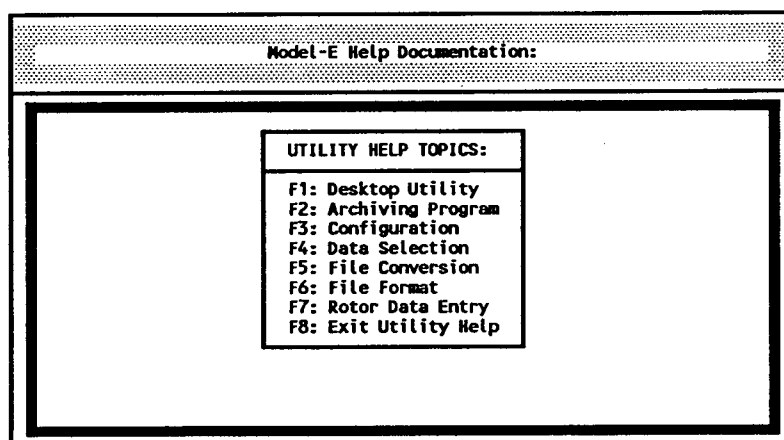 Model-E Help Documentation:
UTILITY HELP TOPICS:
F1: Desktop Utility
F2: Archiving Program
F3: Configuration
F4: Data Selection
F5: File Conversion
F6: File Format
F7: Rotor Data Entry
F8: Exit Utility Help